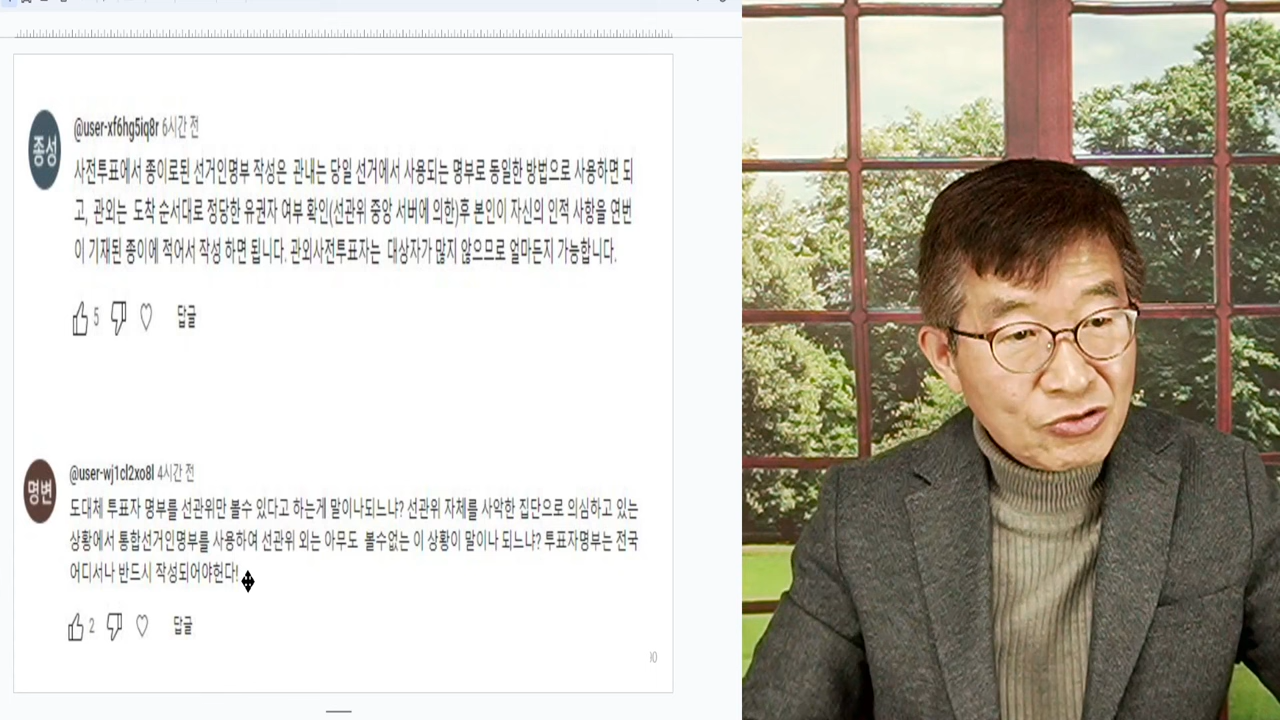 종성
@user-xf6hg5iq8r 6시간 전
사전투표에서 종이로된 선거인명부 작성은 관내는 당일 선거에서 사용되는 명부로 동일한 방법으로 사용하면 되
고, 관외는 도착 순서대로 정당한 유권자 여부 확인(선관위 중앙 서버에 의한)후 본인이 자신의 인적 사항을 연번
이 기재된 종이에 적어서 작성 하면 됩니다. 관외사전투표자는 대상자가 많지 않으므로 얼마든지 가능합니다.
5 답글
명변
@user-wj1cl2xo8l 4시간 전
도대체 투표자 명부를 선관위만 볼수 있다고 하는게 말이나되느냐? 선관위 자체를 사악한 집단으로 의심하고 있는
상황에서 통합선거인명부를 사용하여 선관위 외는 아무도 볼수없는 이 상황이 말이나 되느냐? 투표자명부는 전국
어디서나 반드시 작성되어야헌다!
2 답글